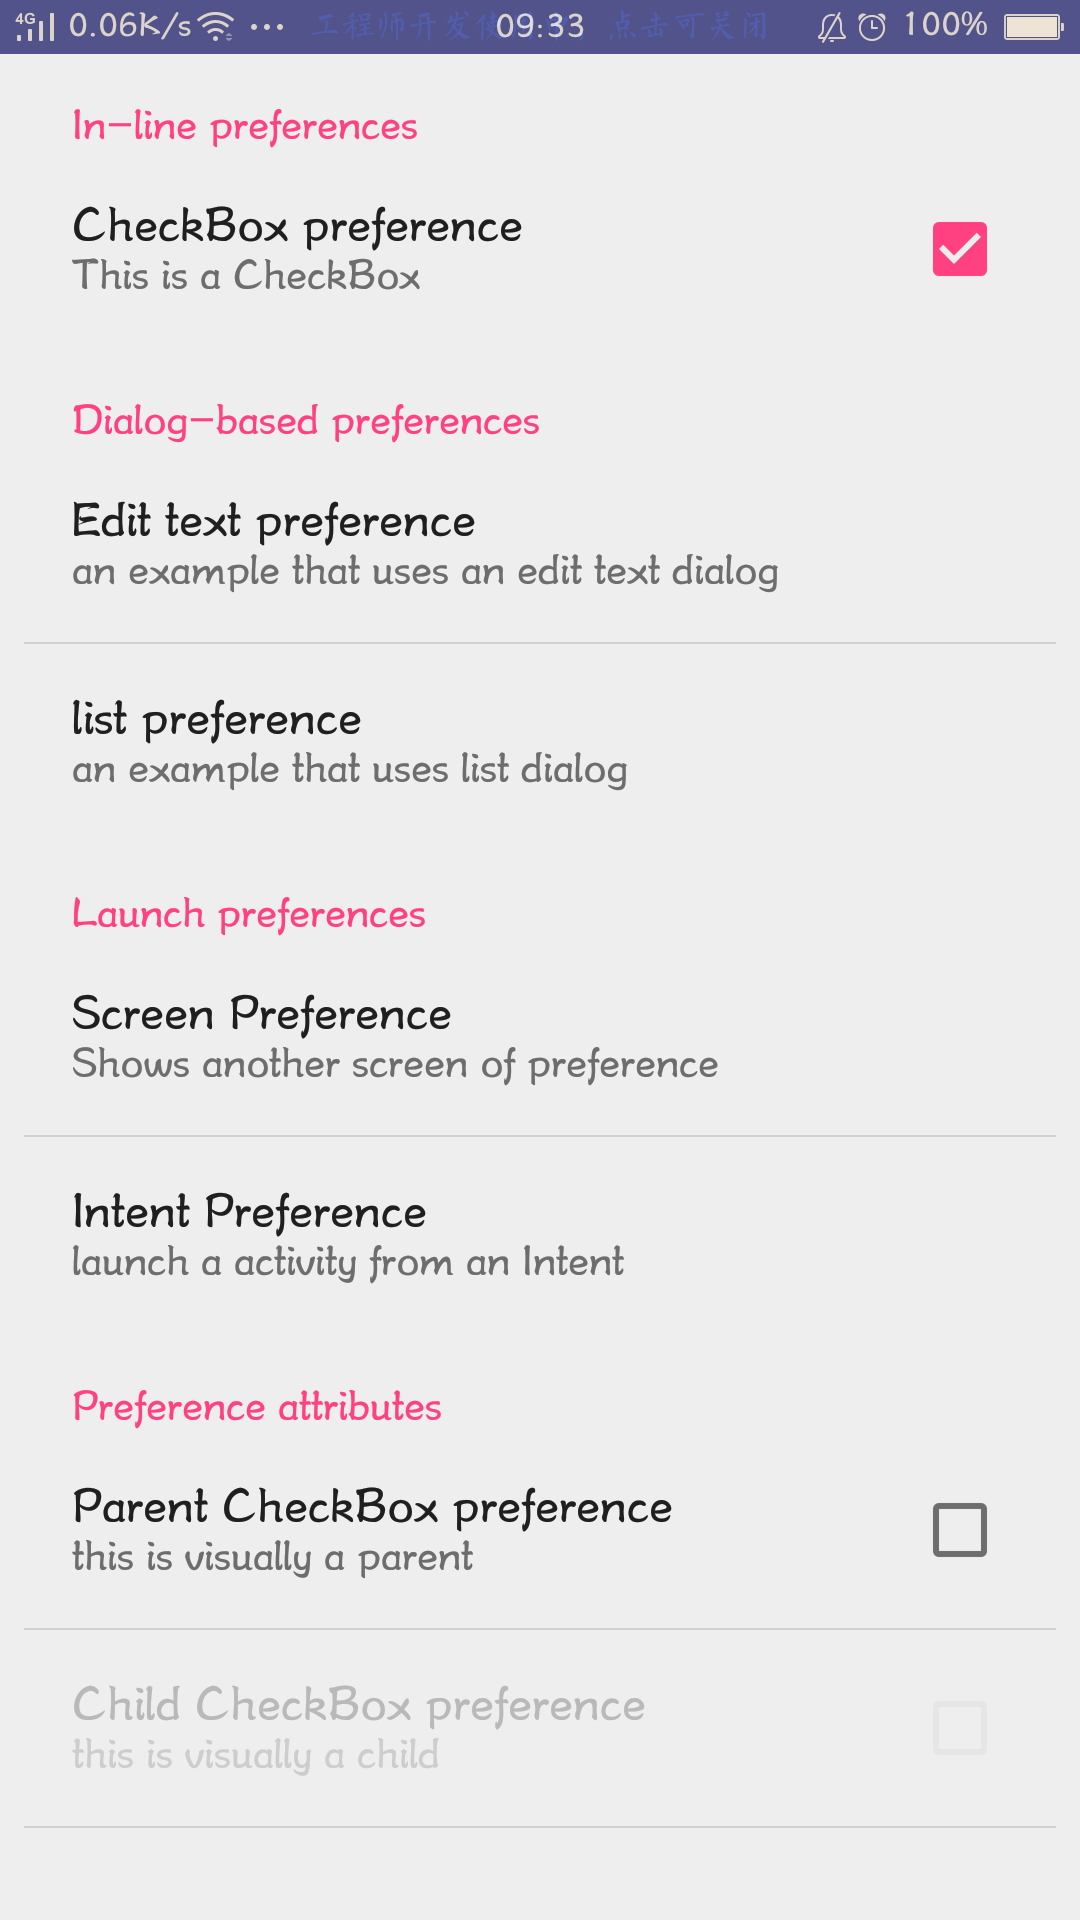 4G 0.06K/s ... 工程师开发使 09:33 点击可关闭 100%
In-line preferences
CheckBox preference
This is a CheckBox
Dialog-based preferences
Edit text preference
an example that uses an edit text dialog
list preference
an example that uses list dialog
Launch preferences
Screen Preference
Shows another screen of preference
Intent Preference
launch a activity from an Intent
Preference attributes
Parent CheckBox preference
this is visually a parent
Child CheckBox preference
this is visually a child